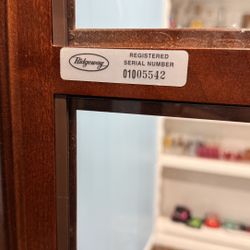 Ridgeway
REGISTERED
SERIAL NUMBER
01005542